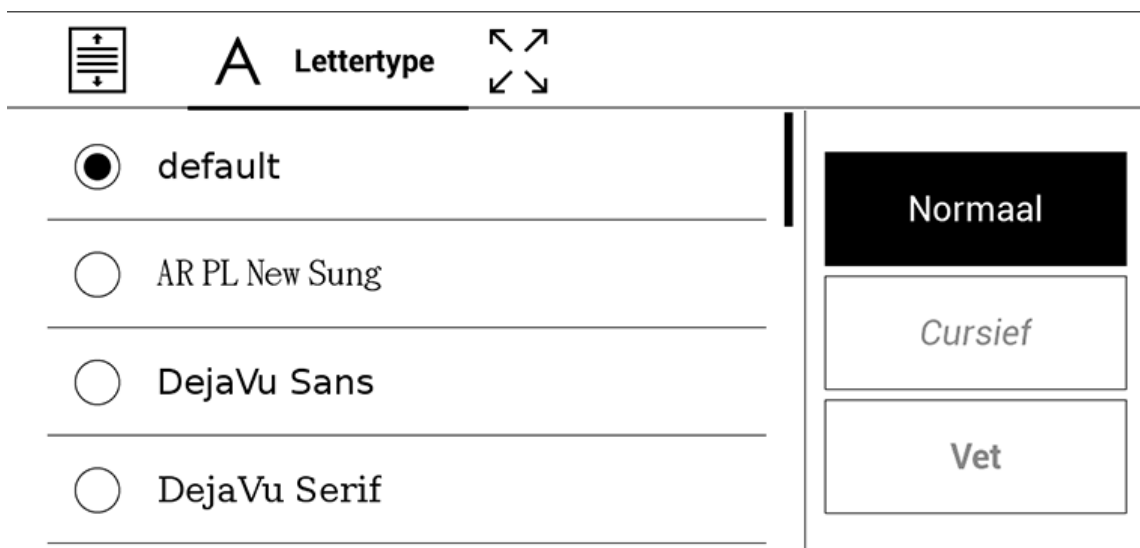 Lettertype
default
AR PL New Sung
DejaVu Sans
DejaVu Serif
Normaal
Cursief
Vet